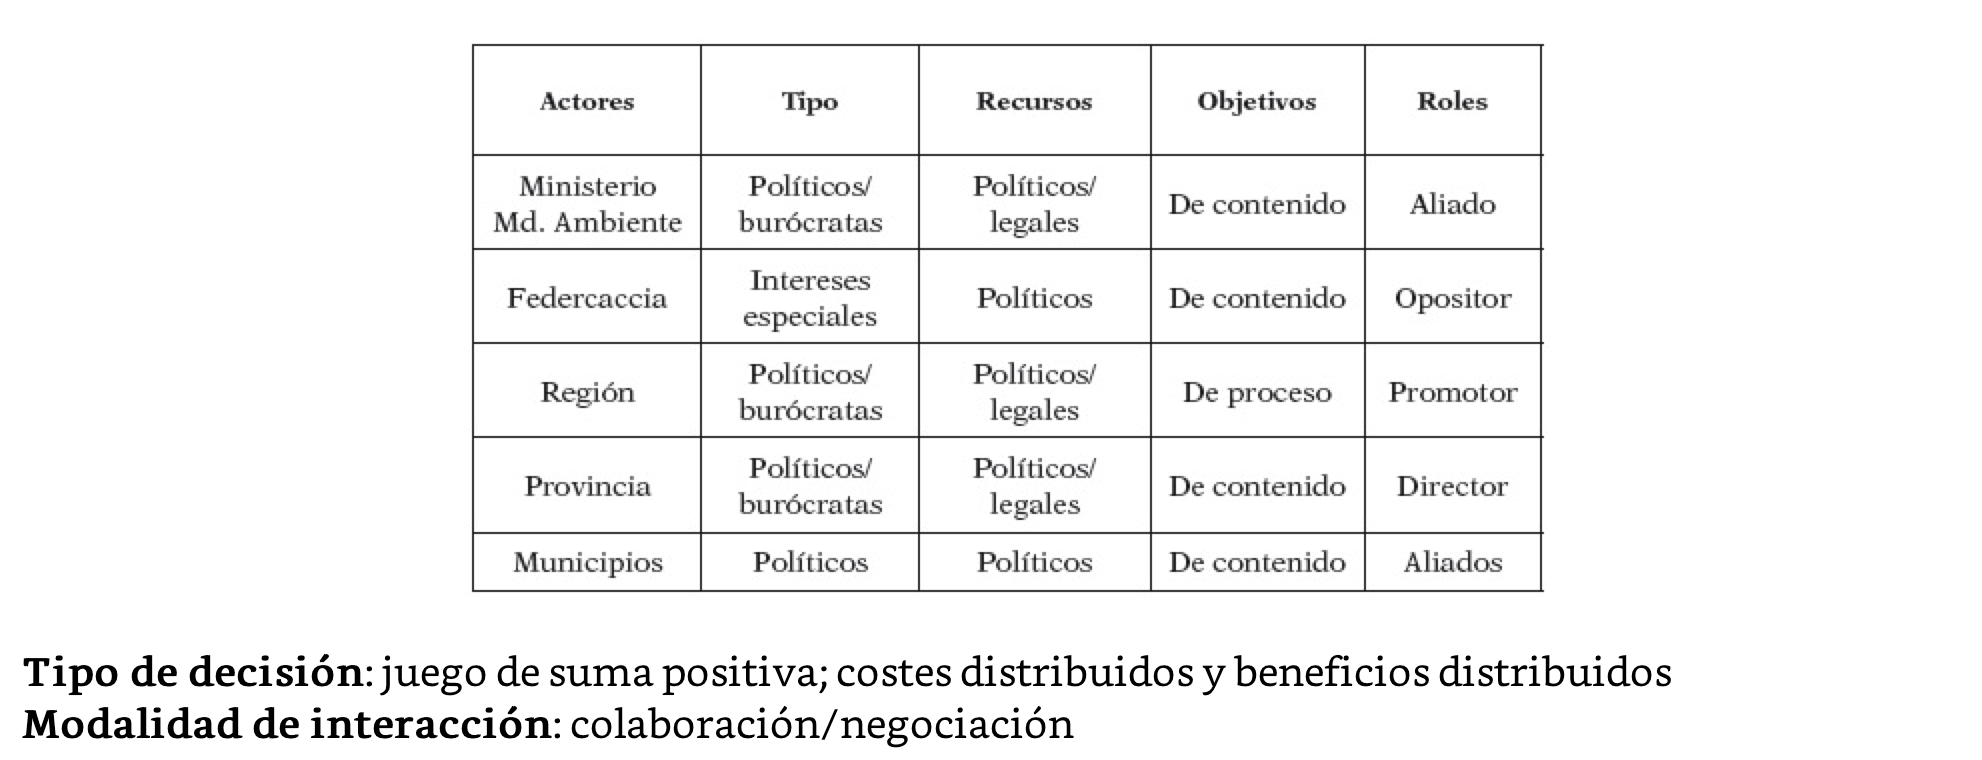 Actores Tipo Recursos Objetivos Roles
Ministerio Md. Ambiente Políticos/ burócratas Políticos/ legales De contenido Aliado
Federcaccia Intereses especiales Políticos De contenido Opositor
Región Políticos/ burócratas Políticos/ legales De proceso Promotor
Provincia Políticos/ burócratas Políticos/ legales De contenido Director
Municipios Políticos Políticos De contenido Aliados
Tipo de decisión: juego de suma positiva; costes distribuidos y beneficios distribuidos
Modalidad de interacción: colaboración/negociación